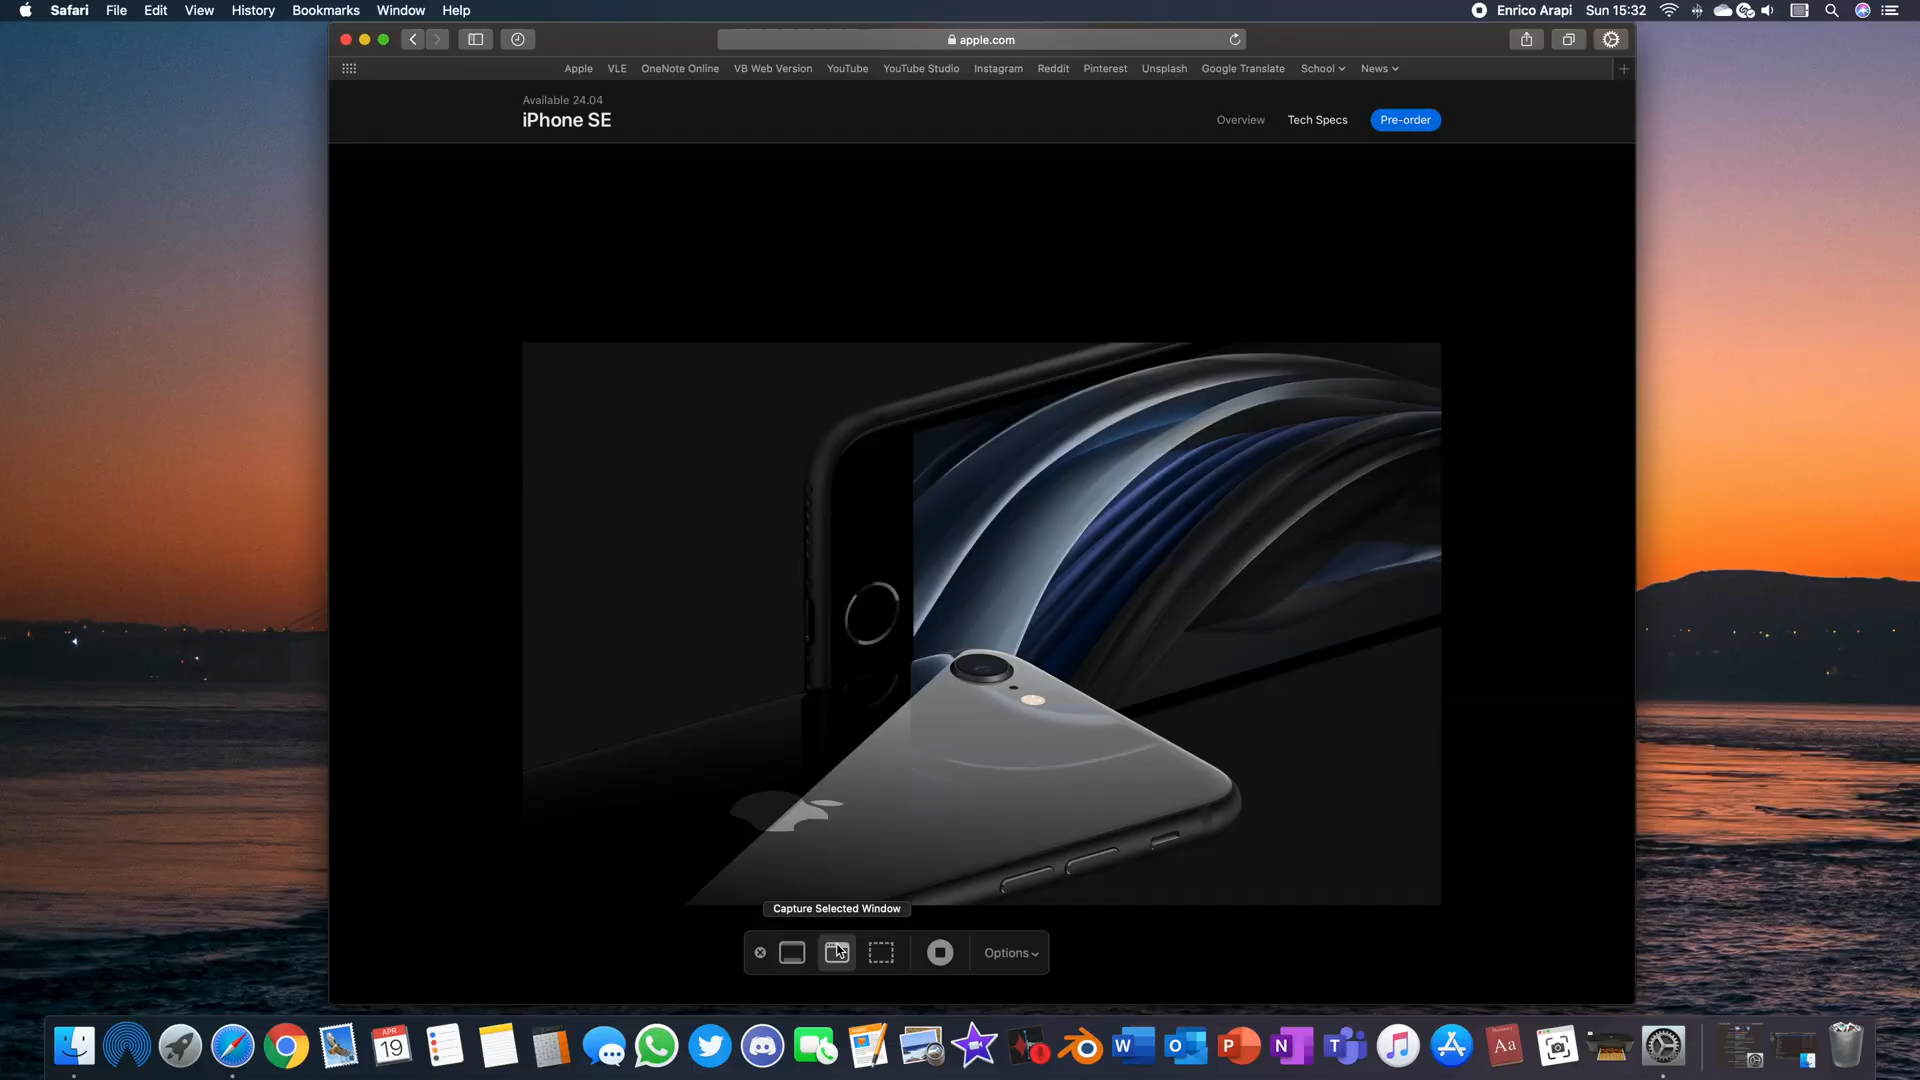 Safari File Edit View History Bookmarks Window Help Enrico Arapi Sun 15:32
apple.com
Apple VLE OneNote Online VB Web Version YouTube YouTube Studio Instagram Reddit Pinterest Unsplash Google Translate School News
Available 24.04
iPhone SE
Overview Tech Specs Pre-order
Capture Selected Window
Options
APR
19
W O P N T Aa